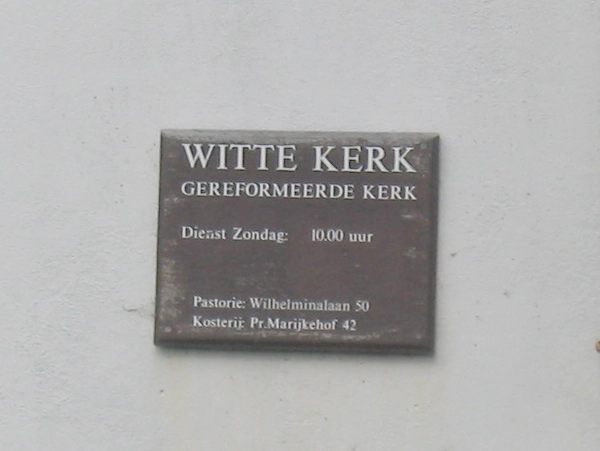 WITTE KERK
GEREFORMEERDE KERK
Dienst Zondag: 10.00 uur
Pastorie: Wilhelminalaan 50
Kosterij: Pr.Marijkehof 42